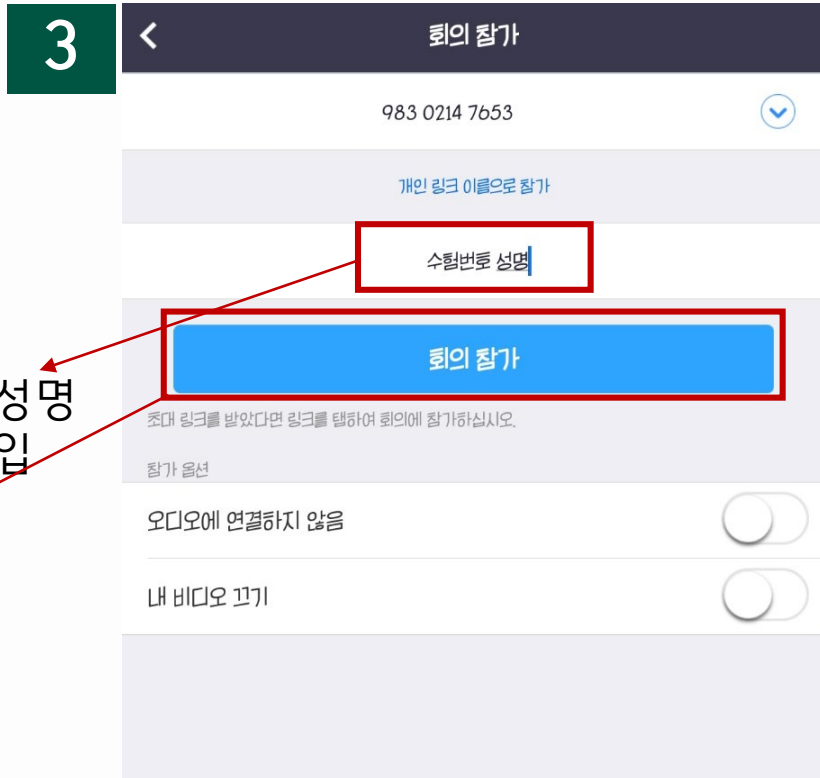 3
회의 참가
983 0214 7653
개인 링크 이름으로 참가
수험번호 성명
회의 참가
성명
입
초대 링크를 받았다면 링크를 탭하여 회의에 참가하십시오.
참가 옵션
오디오에 연결하지 않음
내 비디오 끄기